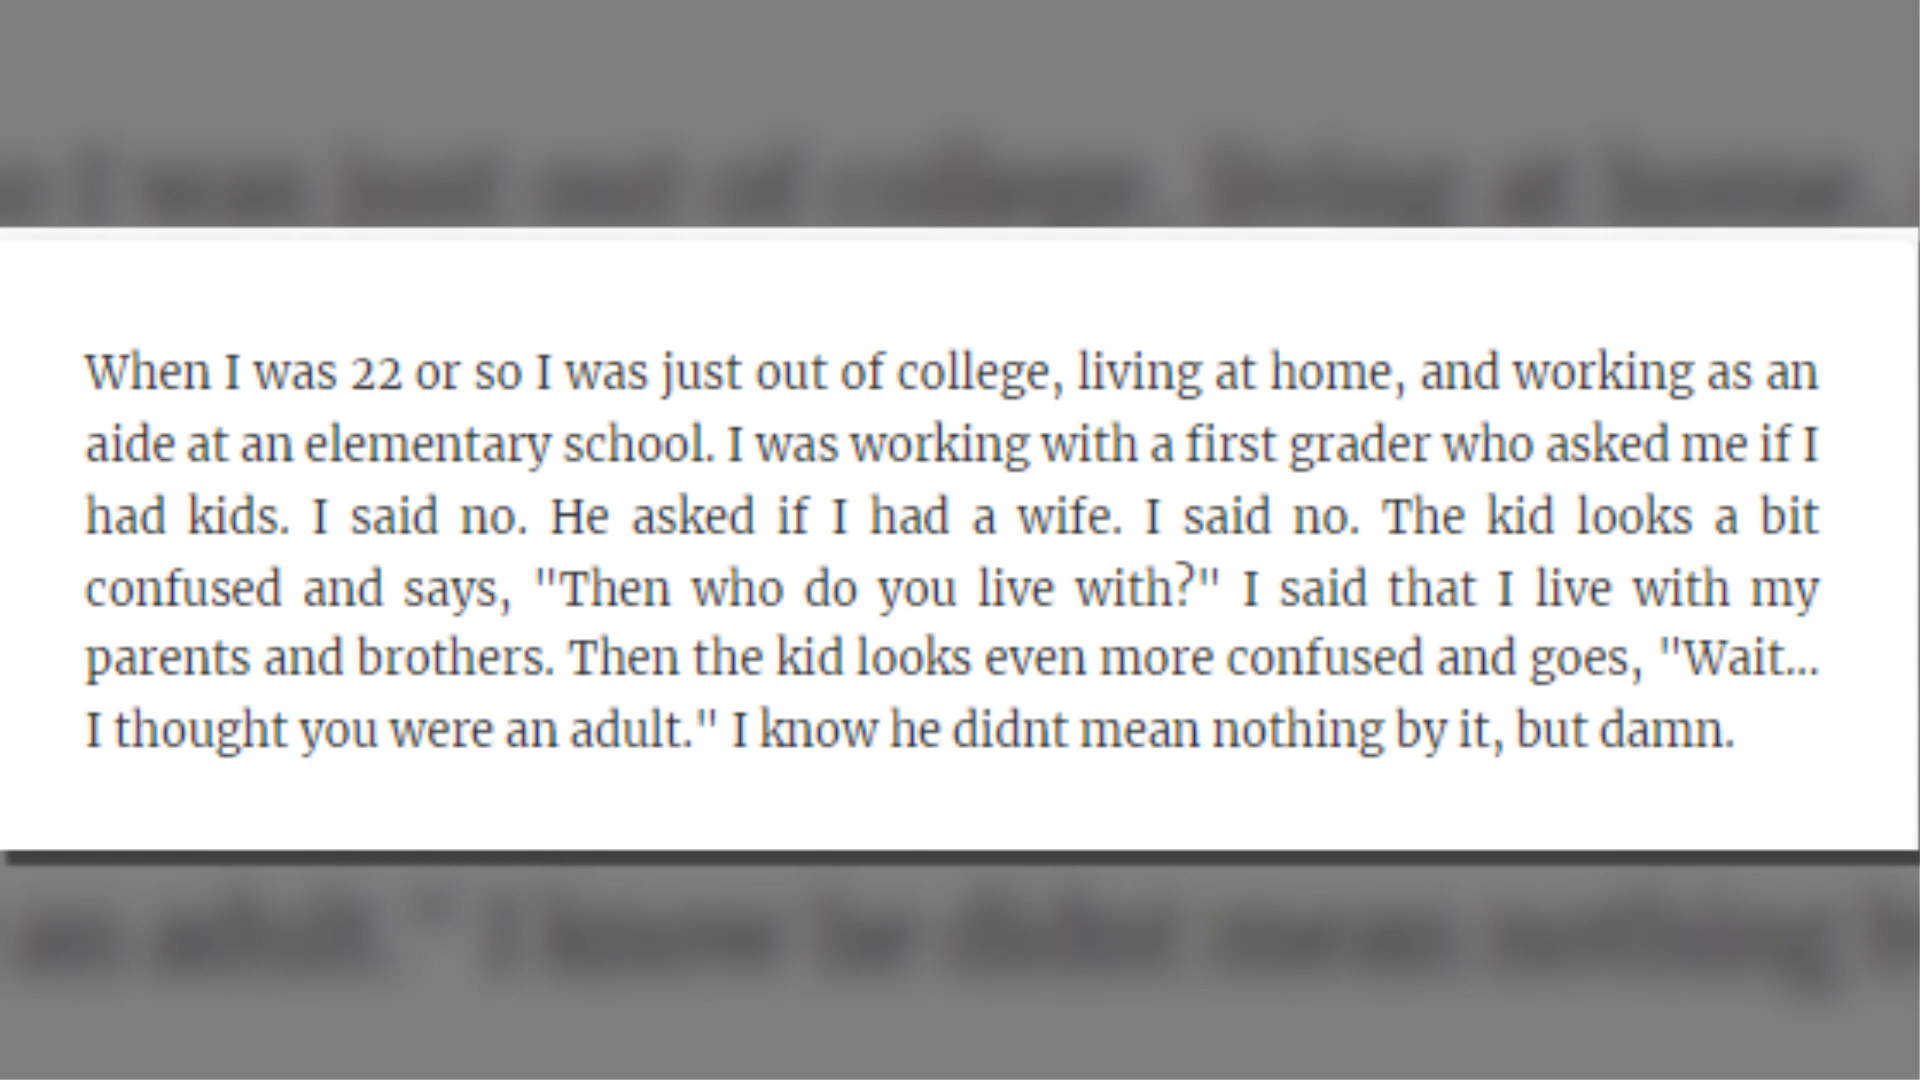 When I was 22 or so I was just out of college, living at home, and working as an
aide at an elementary school. I was working with a first grader who asked me if I
had kids. I said no. He asked if I had a wife. I said no. The kid looks a bit
confused and says, "Then who do you live with?" I said that I live with my
parents and brothers. Then the kid looks even more confused and goes, "Wait...
I thought you were an adult." I know he didnt mean nothing by it, but damn.